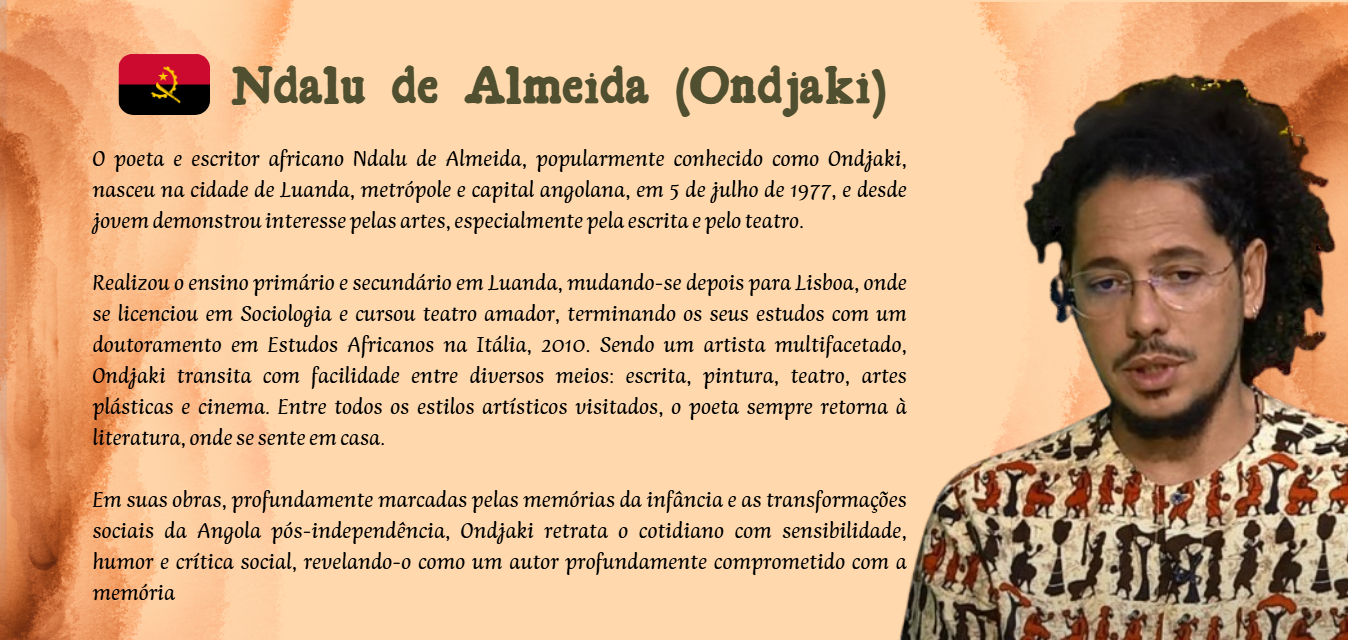 Ndalu de Almeida (Ondjaki)
O poeta e escritor africano Ndalu de Almeida, popularmente conhecido como Ondjaki,
nasceu na cidade de Luanda, metrópole e capital angolana, em 5 de julho de 1977, e desde
jovem demonstrou interesse pelas artes, especialmente pela escrita e pelo teatro.
Realizou o ensino primário e secundário em Luanda, mudando-se depois para Lisboa, onde
se licenciou em Sociologia e cursou teatro amador, terminando os seus estudos com um
doutoramento em Estudos Africanos na Itália, 2010. Sendo um artista multifacetado,
Ondjaki transita com facilidade entre diversos meios: escrita, pintura, teatro, artes
plásticas e cinema. Entre todos os estilos artísticos visitados, o poeta sempre retorna à
literatura, onde se sente em casa.
Em suas obras, profundamente marcadas pelas memórias da infância e as transformações
sociais da Angola pós-independência, Ondjaki retrata o cotidiano com sensibilidade,
humor e crítica social, revelando-o como um autor profundamente comprometido com a
memória